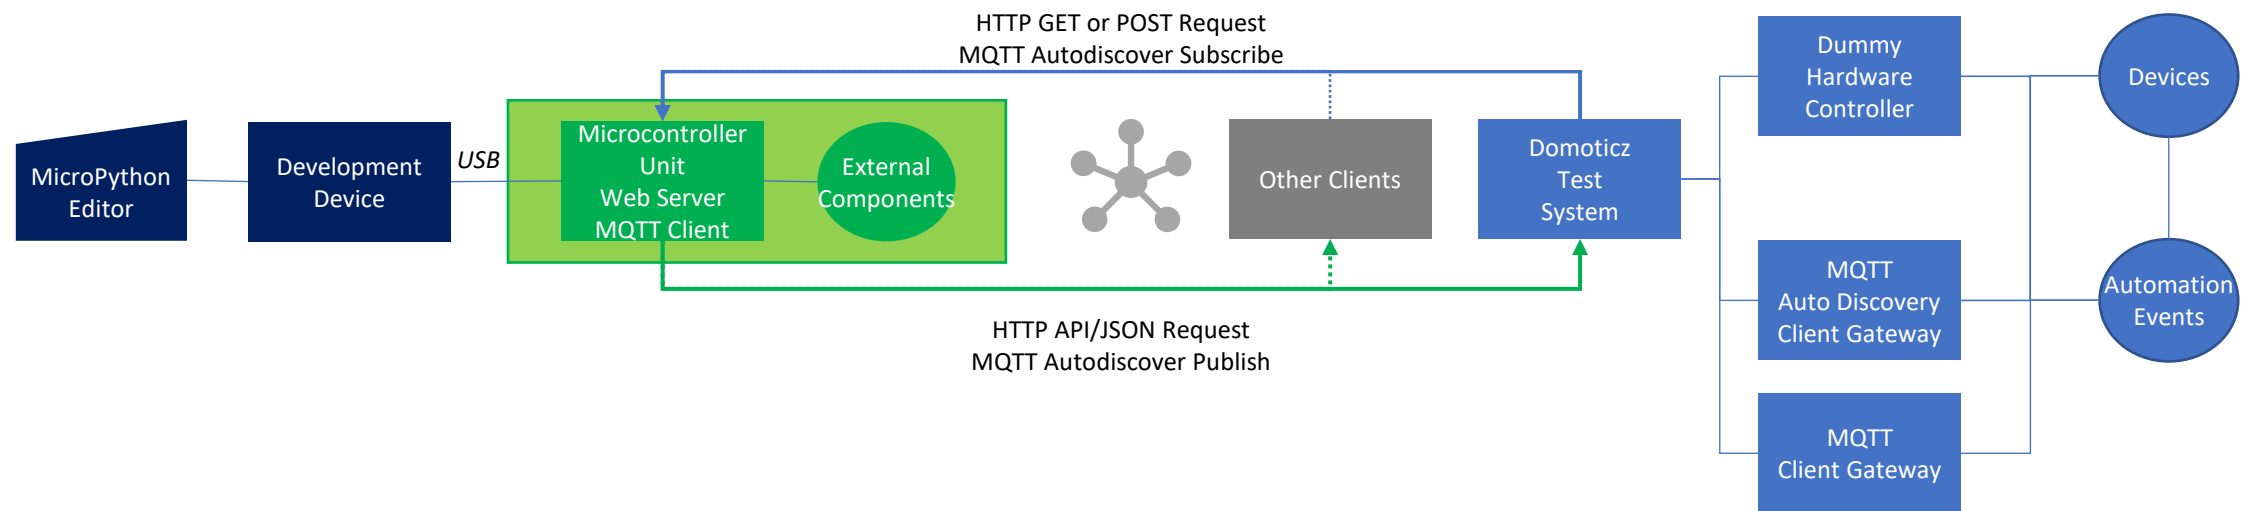 HTTP GET or POST Request
MQTT Autodiscover Subscribe
MicroPython
Editor
Development
Device
USB
Microcontroller
Unit
Web Server
MQTT Client
External
Components
Other Clients
Domoticz
Test
System
HTTP API/JSON Request
MQTT Autodiscover Publish
Dummy
Hardware
Controller
MQTT
Auto Discovery
Client Gateway
MQTT
Client Gateway
Devices
Automation
Events